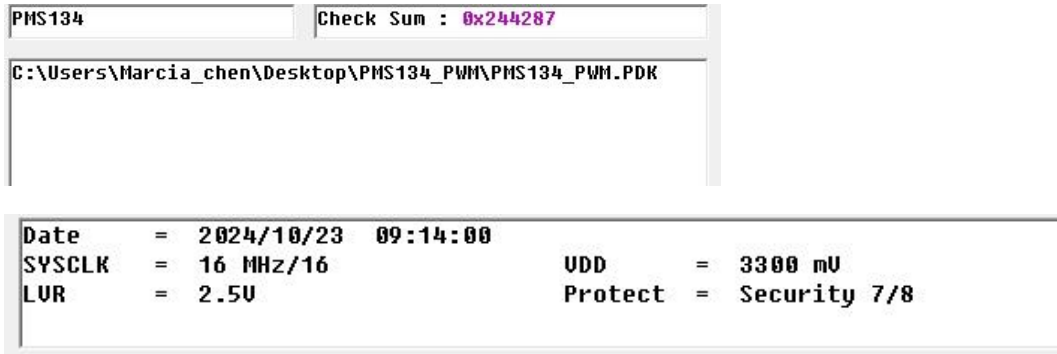 PMS134
Check Sum : 0x244287
C:\Users\Marcia_chen\Desktop\PMS134_PWM\PMS134_PWM.PDK
Date = 2024/10/23 09:14:00
SYSCLK = 16 MHz/16 VDD = 3300 mV
LVR = 2.5V Protect = Security 7/8